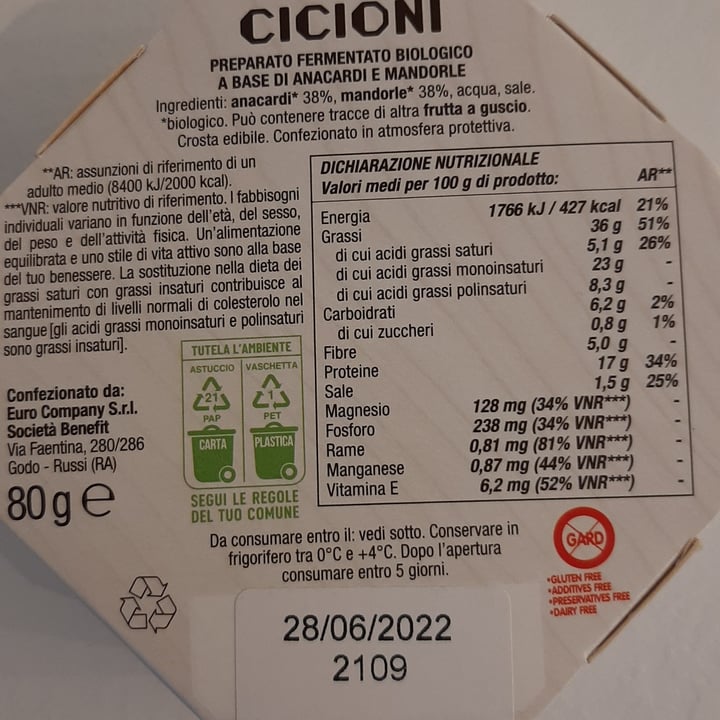 CICIONI
PREPARATO FERMENTATO BIOLOGICO
A BASE DI ANACARDI E MANDORLE
Ingredienti: anacardi* 38%, mandorle* 38%, acqua, sale.
*biologico. Può contenere tracce di altra frutta a guscio.
Crosta edibile. Confezionato in atmosfera protettiva.
**AR: assunzioni di riferimento di un
adulto medio (8400 kJ/2000 kcal).
***VNR: valore nutritivo di riferimento. I fabbisogni
individuali variano in funzione dell'età, del sesso,
del peso e dell'attività fisica. Un'alimentazione
equilibrata e uno stile di vita attivo sono alla base
del tuo benessere. La sostituzione nella dieta dei
grassi saturi con grassi insaturi contribuisce al
mantenimento di livelli normali di colesterolo nel
sangue [gli acidi grassi monoinsaturi e polinsaturi
sono grassi insaturi].
DICHIARAZIONE NUTRIZIONALE
Valori medi per 100 g di prodotto: AR**
Energia 1766 kJ / 427 kcal 21%
Grassi 36 g 51%
di cui acidi grassi saturi 5,1 g 26%
di cui acidi grassi monoinsaturi 23 g -
di cui acidi grassi polinsaturi 8,3 g -
Carboidrati 6,2 g 2%
di cui zuccheri 0,8 g 1%
Fibre 5,0 g -
Proteine 17 g 34%
Sale 1,5 g 25%
Magnesio 128 mg (34% VNR***) -
Fosforo 238 mg (34% VNR***) -
Rame 0,81 mg (81% VNR***) -
Manganese 0,87 mg (44% VNR***) -
Vitamina E 6,2 mg (52% VNR***) -
TUTELA L'AMBIENTE
ASTUCCIO VASCHETTA
21 1
PAP PET
CARTA PLASTICA
SEGUI LE REGOLE
DEL TUO COMUNE
Confezionato da:
Euro Company S.r.l.
Società Benefit
Via Faentina, 280/286
Godo - Russi (RA)
80 g e
Da consumare entro il: vedi sotto. Conservare in
frigorifero tra 0°C e +4°C. Dopo l'apertura
consumare entro 5 giorni.
GARD
•GLUTEN FREE
•ADDITIVES FREE
•PRESERVATIVES FREE
•DAIRY FREE
28/06/2022
2109